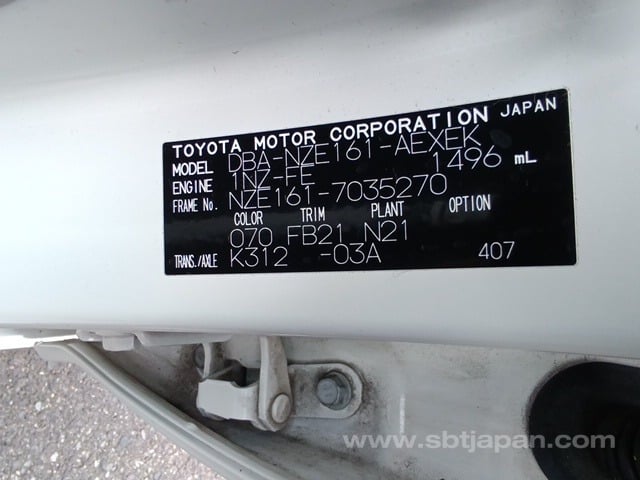 TOYOTA MOTOR CORPORATION JAPAN
MODEL DBA-NZE161-AEXEK
ENGINE 1NZ-FE 1496 mL
FRAME No. NZE161-7035270
COLOR TRIM PLANT OPTION
070 FB21 N21
TRANS./AXLE K312 -03A 407
www.sbtjapan.com